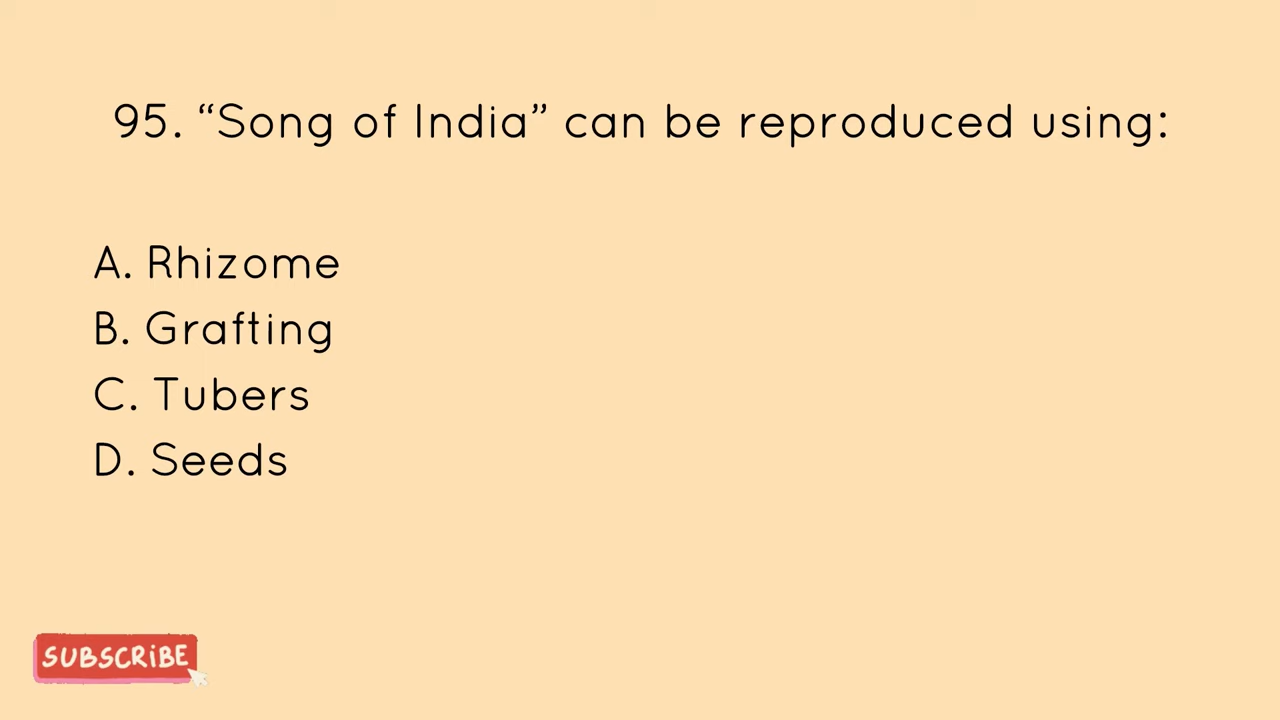 95. “Song of India” can be reproduced using:
A. Rhizome
B. Grafting
C. Tubers
D. Seeds
SUBSCRiBE